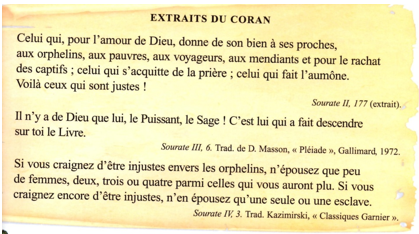 EXTRAITS DU CORAN
Celui qui, pour l'amour de Dieu, donne de son bien à ses proches,
aux orphelins, aux pauvres, aux voyageurs, aux mendiants et pour le rachat
des captifs ; celui qui s'acquitte de la prière ; celui qui fait l'aumône.
Voilà ceux qui sont justes !
Sourate II, 177 (extrait).
Il n'y a de Dieu que lui, le Puissant, le Sage ! C'est lui qui a fait descendre
sur toi le Livre.
Sourate III, 6. Trad. de D. Masson, « Pléiade », Gallimard, 1972.
Si vous craignez d'être injustes envers les orphelins, n'épousez que peu
de femmes, deux, trois ou quatre parmi celles qui vous auront plu. Si vous
craignez encore d'être injustes, n'en épousez qu'une seule ou une esclave.
Sourate IV, 3. Trad. Kazimirski, « Classiques Garnier ».